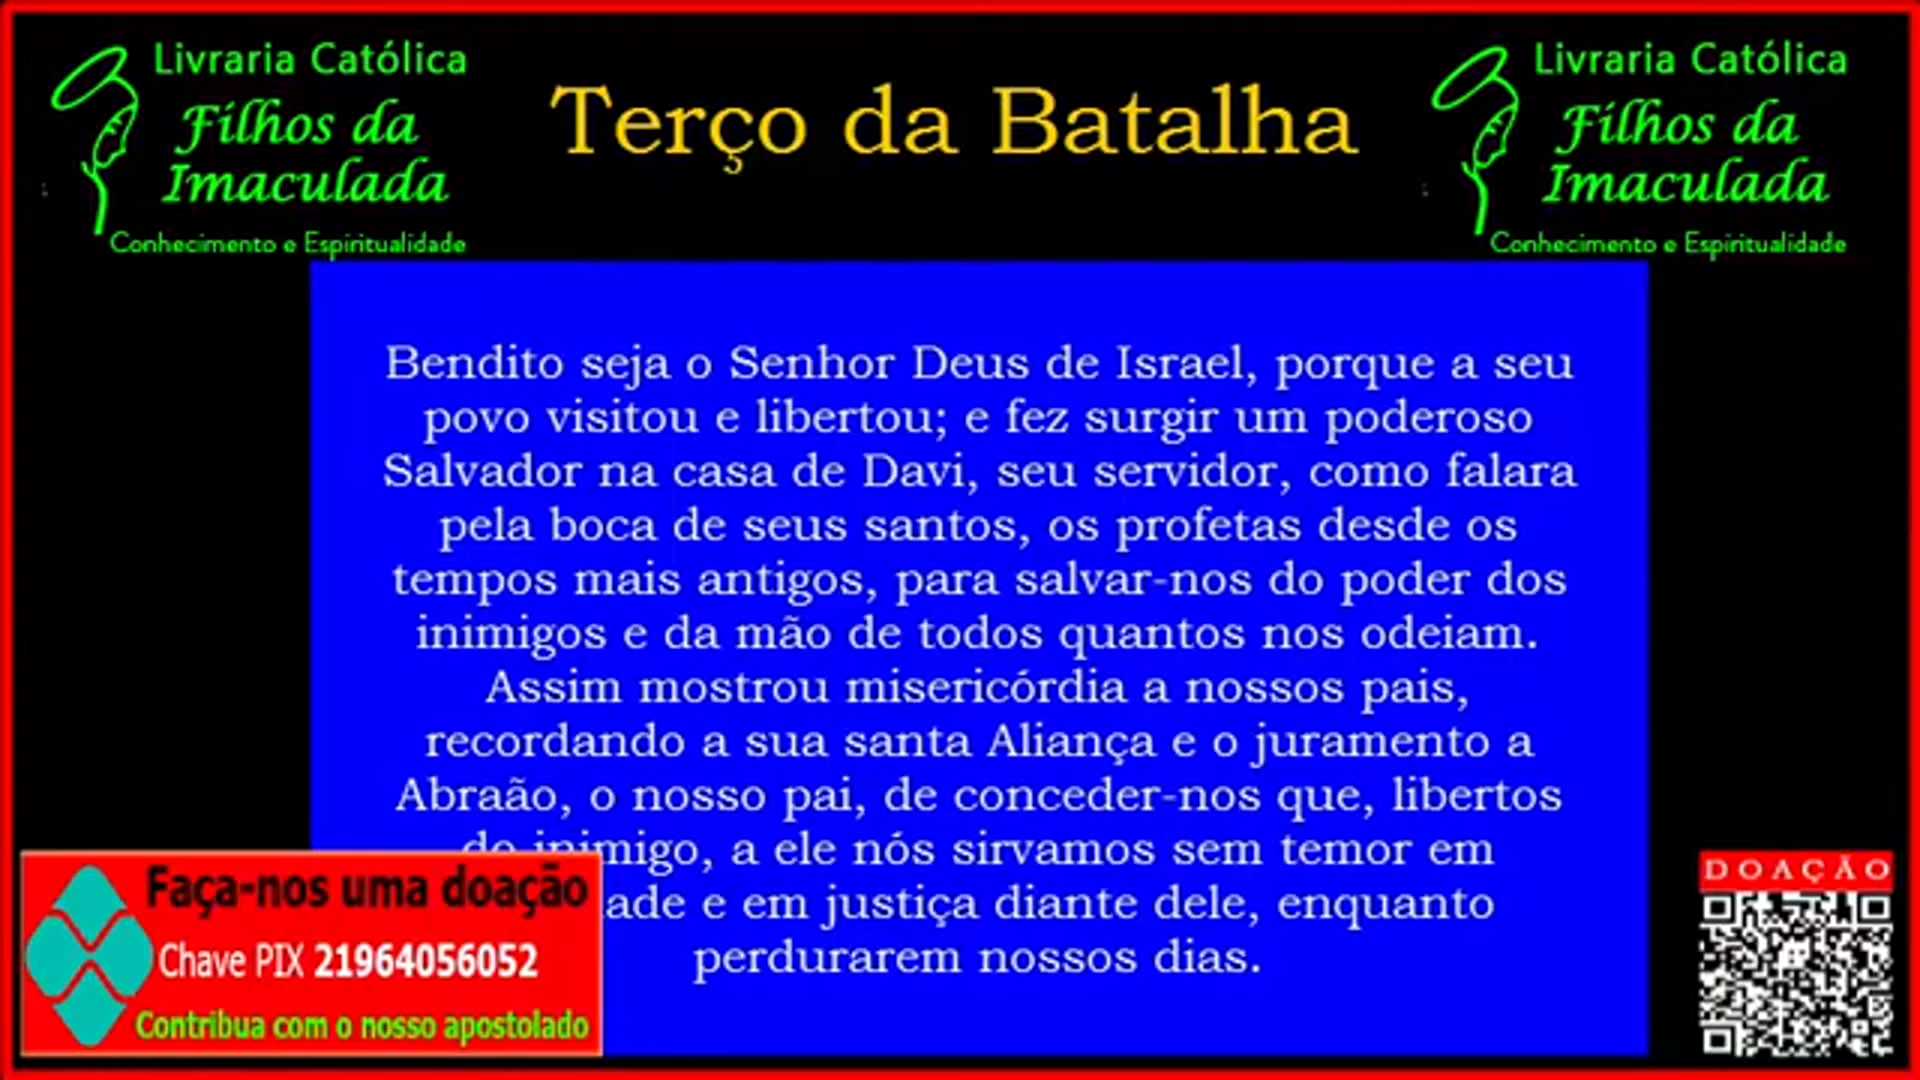 Livraria Católica
Filhos da
Imaculada
Conhecimento e Espiritualidade
Terço da Batalha
Livraria Católica
Filhos da
Imaculada
Conhecimento e Espiritualidade
Bendito seja o Senhor Deus de Israel, porque a seu
povo visitou e libertou; e fez surgir um poderoso
Salvador na casa de Davi, seu servidor, como falara
pela boca de seus santos, os profetas desde os
tempos mais antigos, para salvar-nos do poder dos
inimigos e da mão de todos quantos nos odeiam.
Assim mostrou misericórdia a nossos pais,
recordando a sua santa Aliança e o juramento a
Abraão, o nosso pai, de conceder-nos que, libertos
do inimigo, a ele nós sirvamos sem temor em
e em justiça diante dele, enquanto
perdurarem nossos dias.
Faça-nos uma doação
Chave PIX 21964056052
Contribua com o nosso apostolado
DOAÇÃO